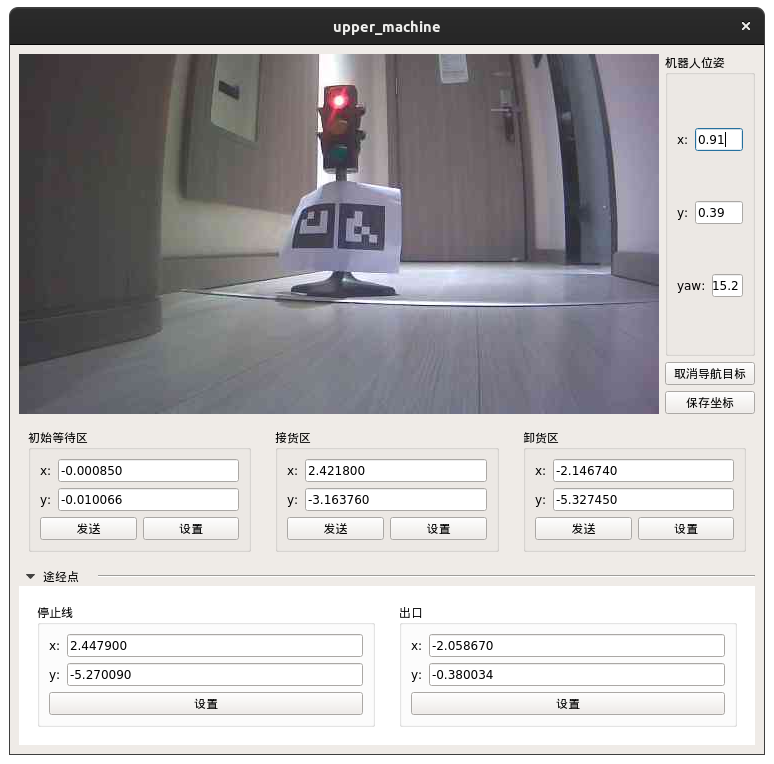 upper_machine
×
机器人位姿
x: 0.91
y: 0.39
yaw: 15.2
取消导航目标
保存坐标
初始等待区
x: -0.000850
y: -0.010066
发送 设置
接货区
x: 2.421800
y: -3.163760
发送 设置
卸货区
x: -2.146740
y: -5.327450
发送 设置
途经点
停止线
x: 2.447900
y: -5.270090
设置
出口
x: -2.058670
y: -0.380034
设置